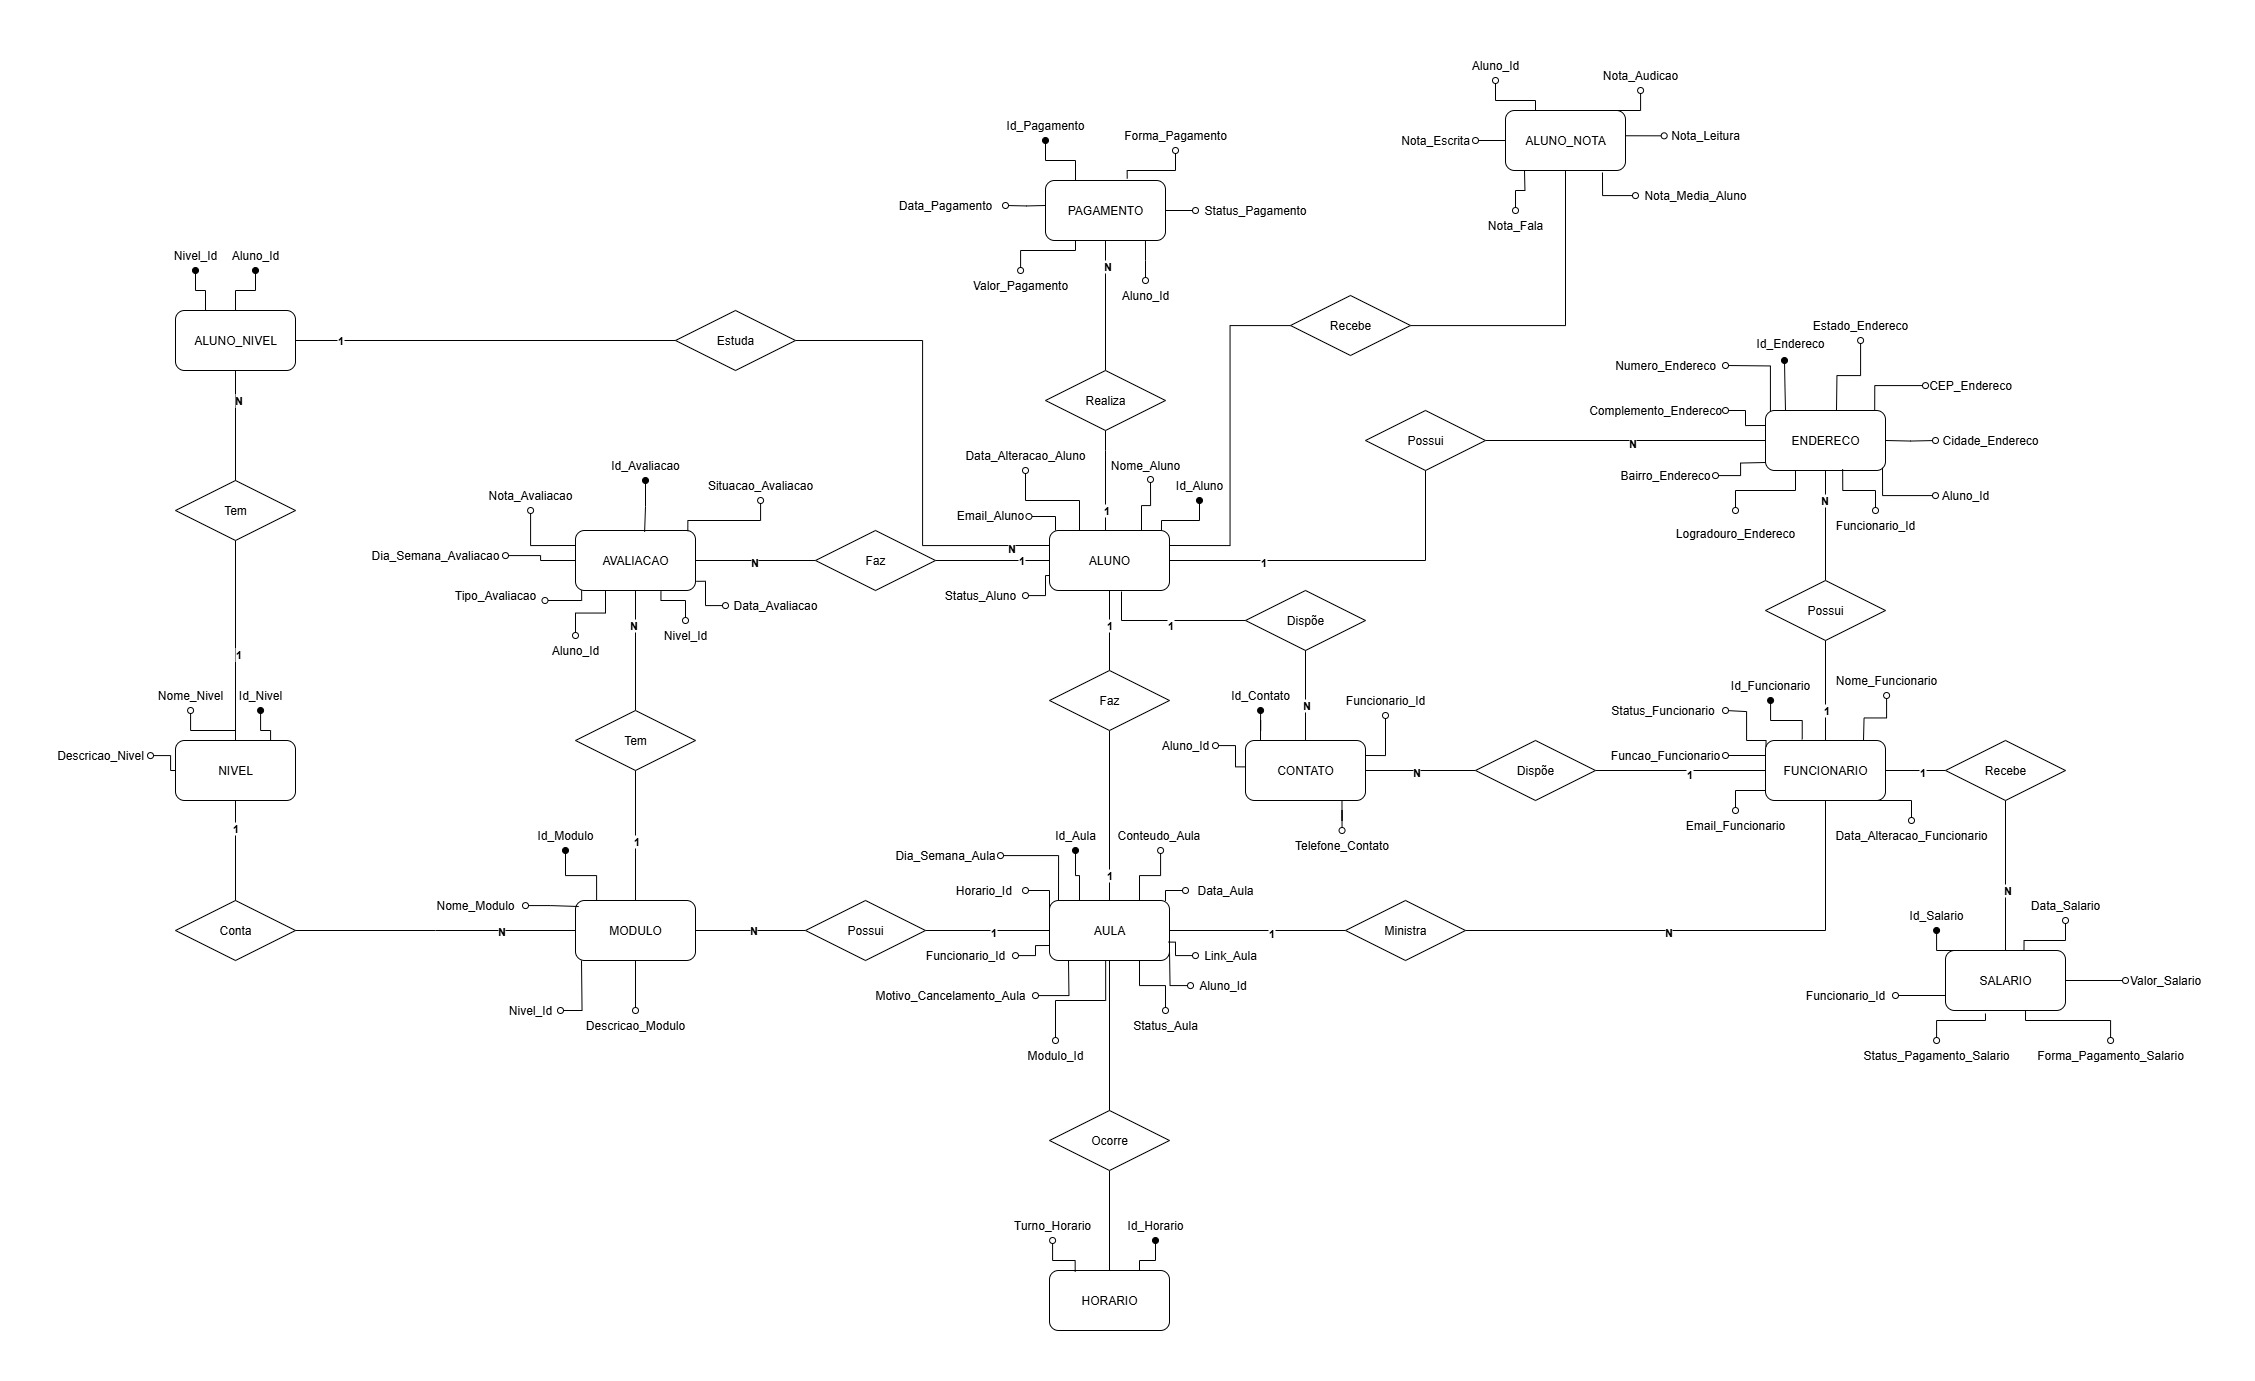 Aluno_Id
Nota_Audicao
Nota_Escrita
ALUNO_NOTA
Nota_Leitura
Nota_Media_Aluno
Nota_Fala
Id_Pagamento
Forma_Pagamento
Data_Pagamento
PAGAMENTO
Status_Pagamento
Valor_Pagamento
N
Aluno_Id
Nivel_Id
Aluno_Id
ALUNO_NIVEL
1
Estuda
Recebe
N
Realiza
Estado_Endereco
Id_Endereco
Numero_Endereco
CEP_Endereco
Complemento_Endereco
Possui
N
ENDERECO
Cidade_Endereco
Bairro_Endereco
Aluno_Id
N
Logradouro_Endereco
Funcionario_Id
Tem
Id_Avaliacao
Nota_Avaliacao
Situacao_Avaliacao
Data_Alteracao_Aluno
Nome_Aluno
Id_Aluno
Email_Aluno
1
N
Dia_Semana_Avaliacao
AVALIACAO
N
Faz
1
ALUNO
1
Tipo_Avaliacao
Data_Avaliacao
Status_Aluno
Aluno_Id
N
Nivel_Id
1
1
Dispõe
Possui
1
Nome_Nivel
Id_Nivel
Descricao_Nivel
NIVEL
1
Tem
Faz
Id_Contato
N
Funcionario_Id
Aluno_Id
CONTATO
N
Dispõe
1
Telefone_Contato
Id_Funcionario
Nome_Funcionario
Status_Funcionario
1
Funcao_Funcionario
FUNCIONARIO
1
Recebe
Email_Funcionario
Data_Alteracao_Funcionario
Id_Modulo
1
Id_Aula
Conteudo_Aula
Dia_Semana_Aula
1
Horario_Id
Data_Aula
N
Nome_Modulo
Conta
N
MODULO
N
Possui
1
AULA
1
Ministra
N
Id_Salario
Data_Salario
Funcionario_Id
Link_Aula
SALARIO
Valor_Salario
Motivo_Cancelamento_Aula
Aluno_Id
Funcionario_Id
Nivel_Id
Descricao_Modulo
Status_Aula
Modulo_Id
Status_Pagamento_Salario
Forma_Pagamento_Salario
Ocorre
Turno_Horario
Id_Horario
HORARIO